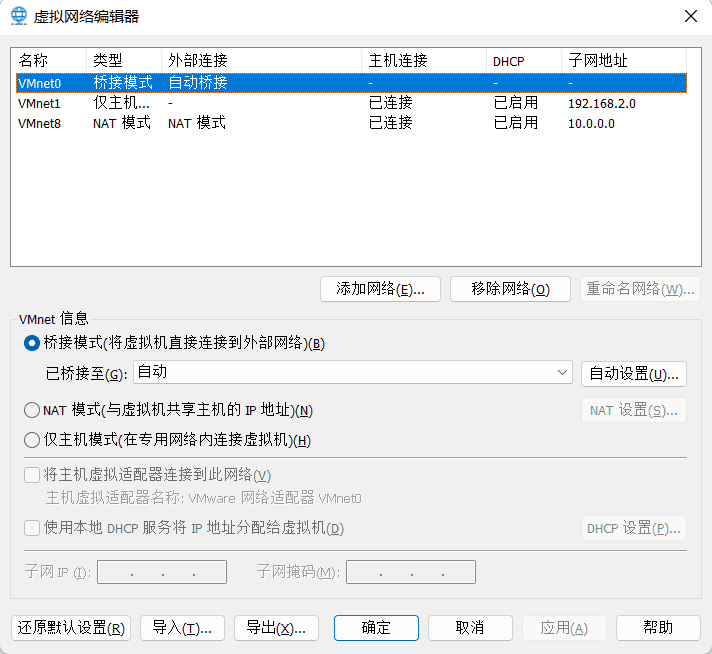 虚拟网络编辑器
名称 类型 外部连接 主机连接 DHCP 子网地址
VMnet0 桥接模式 自动桥接 - - -
VMnet1 仅主机... - 已连接 已启用 192.168.2.0
VMnet8 NAT 模式 NAT 模式 已连接 已启用 10.0.0.0
添加网络(E)... 移除网络(O) 重命名网络(W)...
VMnet 信息
桥接模式(将虚拟机直接连接到外部网络)(B)
已桥接至(G): 自动 自动设置(U)...
NAT 模式(与虚拟机共享主机的 IP 地址)(N) NAT 设置(S)...
仅主机模式(在专用网络内连接虚拟机)(H)
将主机虚拟适配器连接到此网络(V)
主机虚拟适配器名称: VMware 网络适配器 VMnet0
使用本地 DHCP 服务将 IP 地址分配给虚拟机(D) DHCP 设置(P)...
子网 IP (I): . . . 子网掩码(M): . . .
还原默认设置(R) 导入(T)... 导出(X)... 确定 取消 应用(A) 帮助